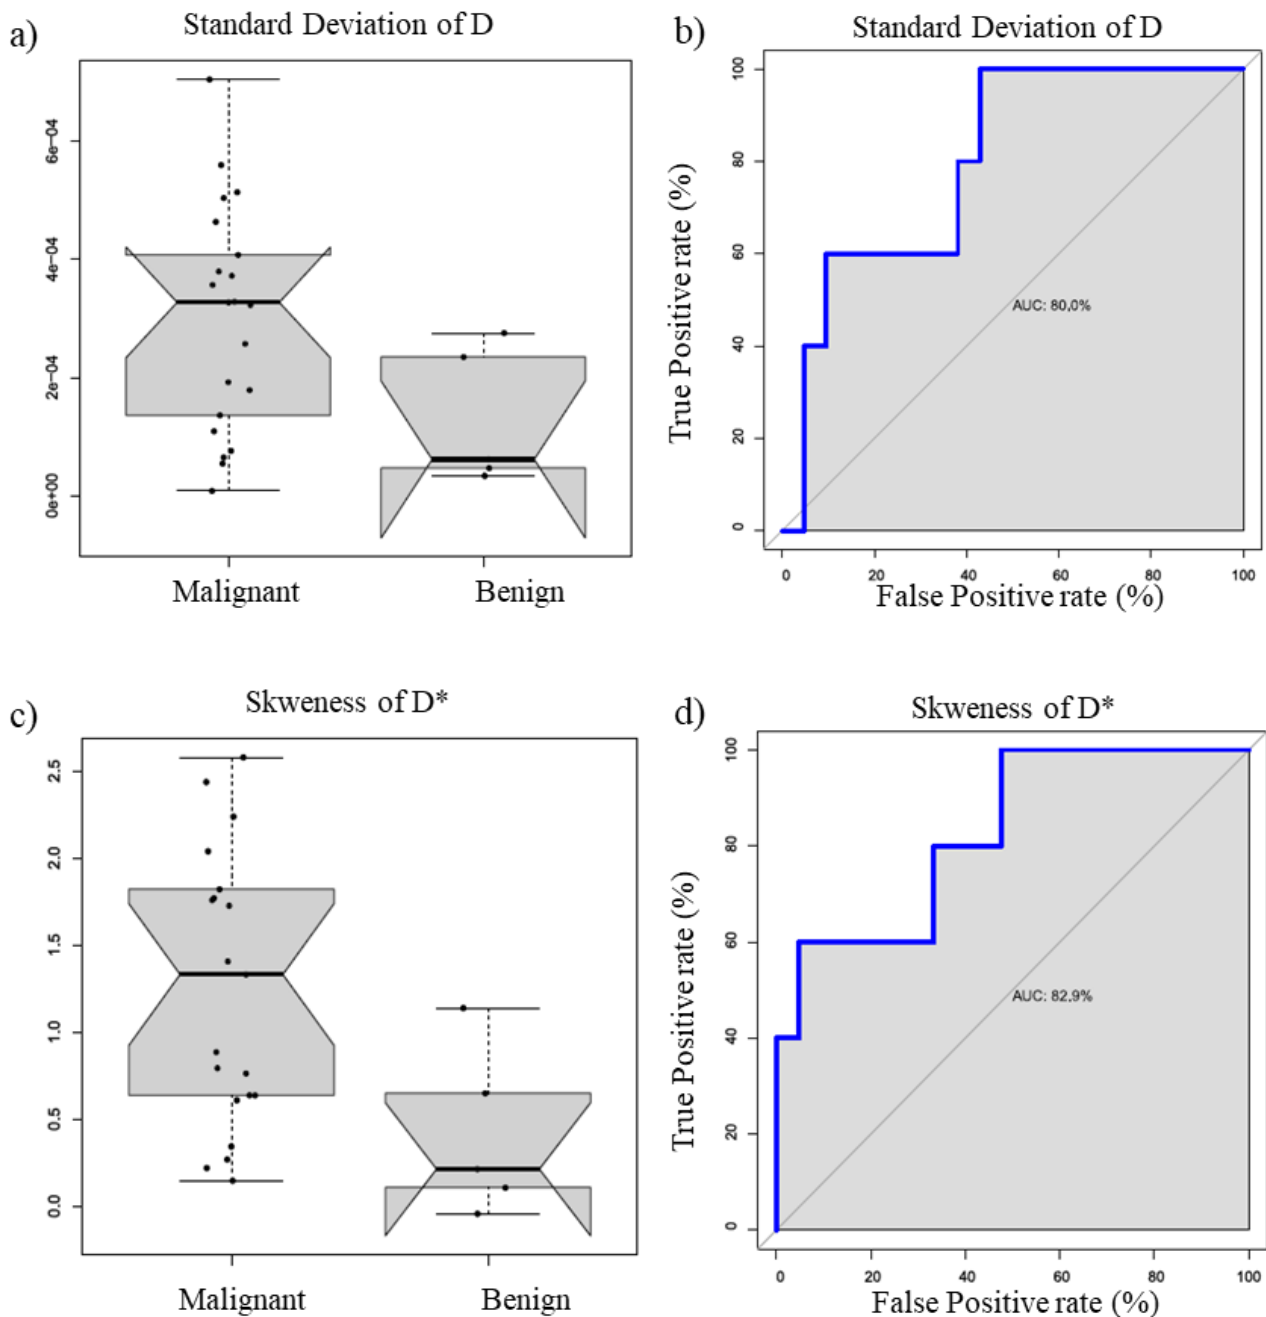 a)
Standard Deviation of D
6e-04
4e-04
2e-04
0e+00
Malignant Benign
b)
Standard Deviation of D
True Positive rate (%)
100
80
60
40
20
0
AUC: 80,0%
0 20 40 60 80 100
False Positive rate (%)
c)
Skweness of D*
2.5
2.0
1.5
1.0
0.5
0.0
Malignant Benign
d)
Skweness of D*
True Positive rate (%)
100
80
60
40
20
0
AUC: 82,9%
0 20 40 60 80 100
False Positive rate (%)